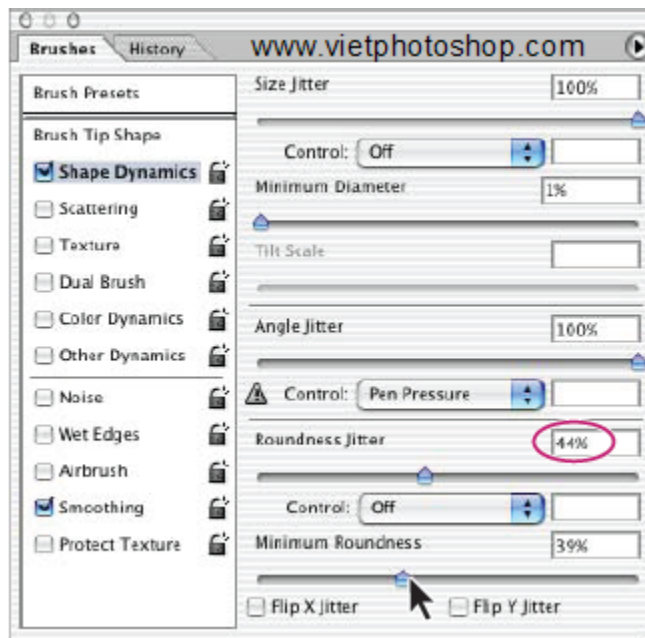 Brushes History www.vietphotoshop.com
Brush Presets
Brush Tip Shape
Shape Dynamics
Scattering
Texture
Dual Brush
Color Dynamics
Other Dynamics
Noise
Wet Edges
Airbrush
Smoothing
Protect Texture
Size Jitter 100%
Control: Off
Minimum Diameter 1%
Tilt Scale
Angle Jitter 100%
Control: Pen Pressure
Roundness Jitter 44%
Control: Off
Minimum Roundness 39%
Flip X Jitter Flip Y Jitter